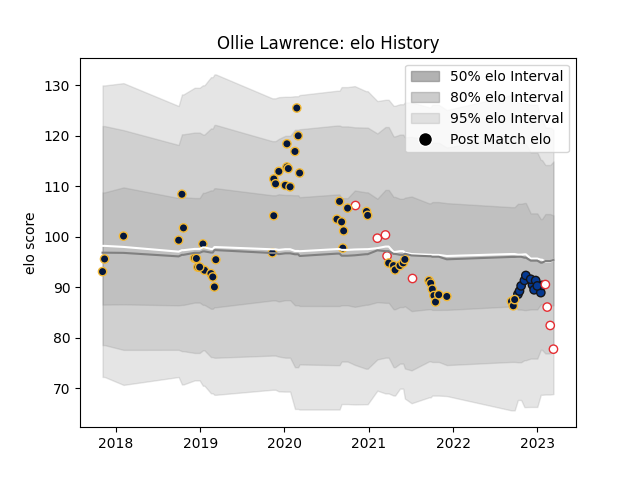 Ollie Lawrence: elo History
50% elo Interval
80% elo Interval
95% elo Interval
Post Match elo
elo score
130
120
110
100
90
80
70
2018 2019 2020 2021 2022 2023